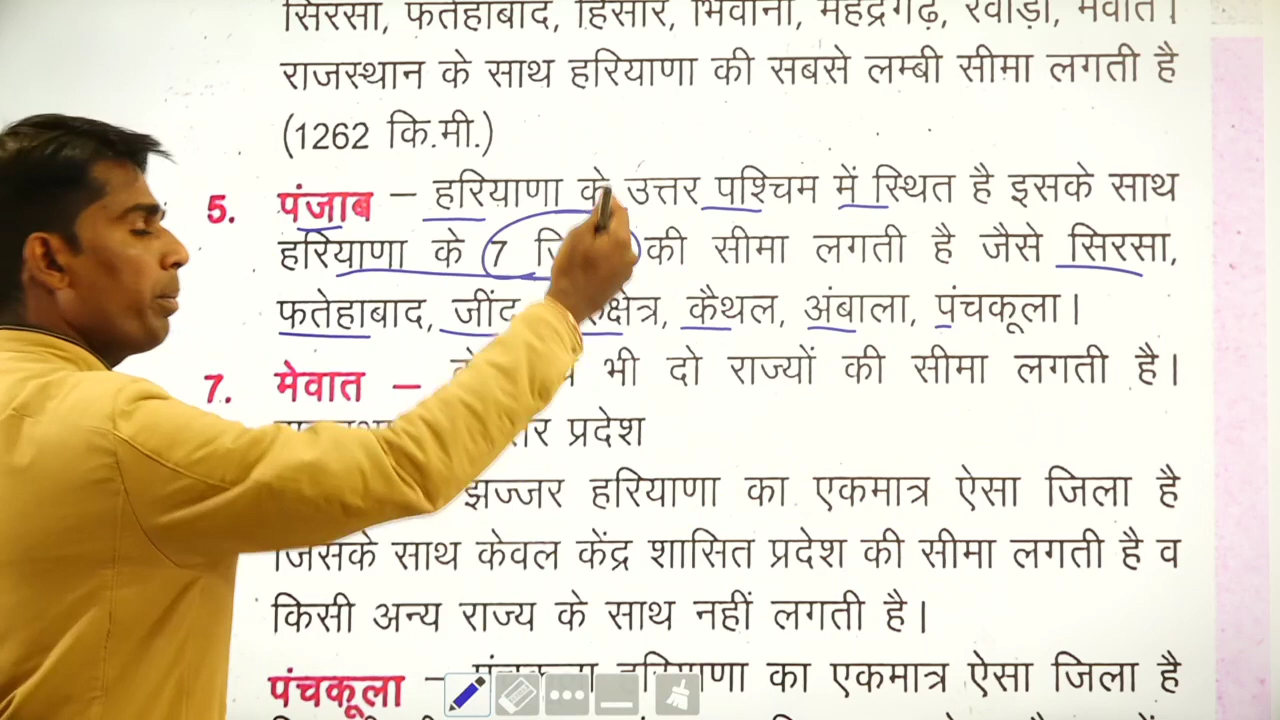 सिरसा, फतेहाबाद, हिसार, भिवानी, महेंद्रगढ़, रेवाड़ी, मेवात।
राजस्थान के साथ हरियाणा की सबसे लम्बी सीमा लगती है
(1262 कि.मी.)
5. पंजाब – हरियाणा के उत्तर पश्चिम में स्थित है इसके साथ
हरियाणा के 7 की सीमा लगती है जैसे सिरसा,
फतेहाबाद, जींद, कैथल, अंबाला, पंचकूला।
7. मेवात – भी दो राज्यों की सीमा लगती है।
प्रदेश
झज्जर हरियाणा का एकमात्र ऐसा जिला है
जिसके साथ केवल केंद्र शासित प्रदेश की सीमा लगती है व
किसी अन्य राज्य के साथ नहीं लगती है।
पंचकूला – हरियाणा का एकमात्र ऐसा जिला है